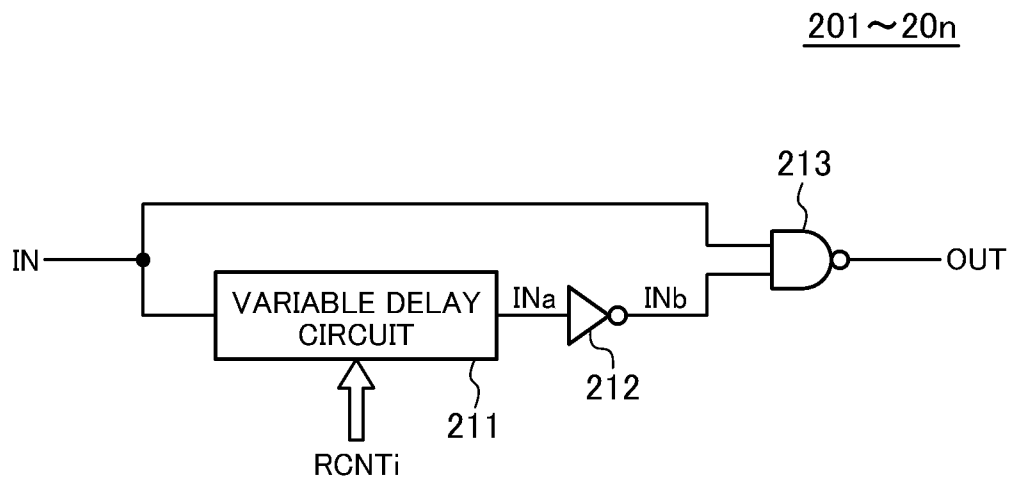 201～20n
213
IN
OUT
VARIABLE DELAY
CIRCUIT
INa
INb
212
211
RCNTi